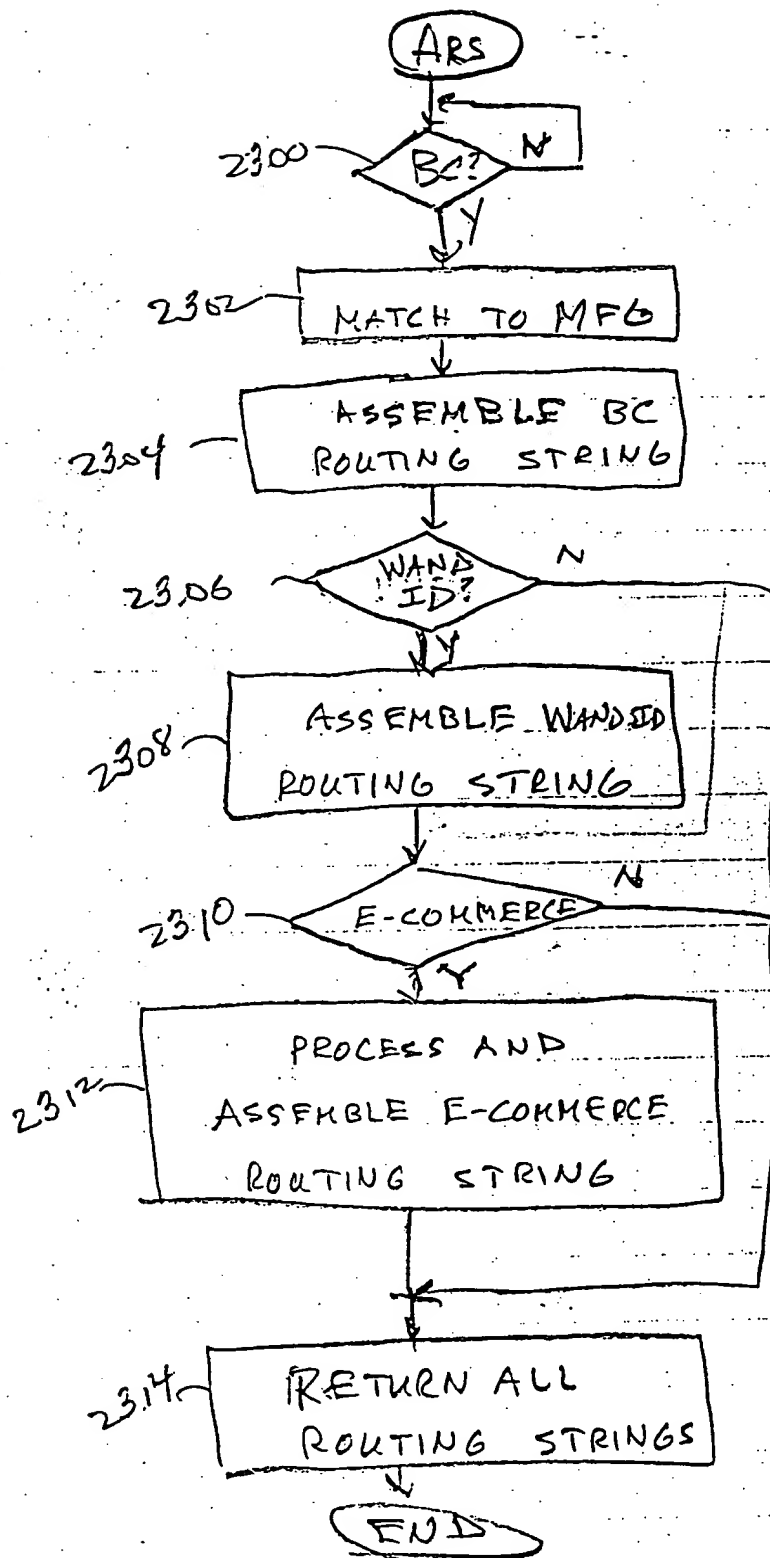 ARS
2300
BC?
N
Y
2302
MATCH TO MFG
2304
ASSEMBLE BC
ROUTING STRING
2306
WAND
ID?
N
Y
2308
ASSEMBLE WAND ID
ROUTING STRING
2310
E-COMMERCE
N
Y
2312
PROCESS AND
ASSEMBLE E-COMMERCE
ROUTING STRING
2314
RETURN ALL
ROUTING STRINGS
END